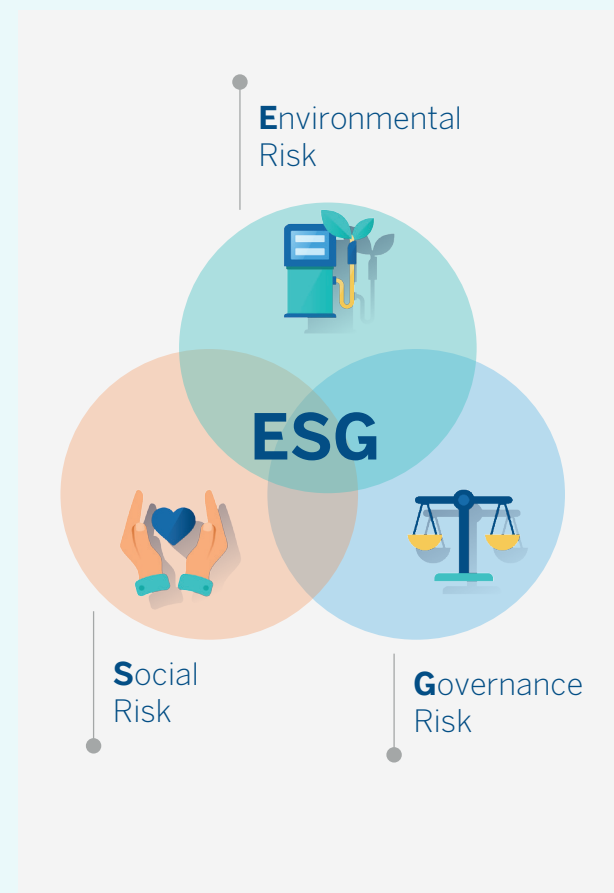 Environmental
Risk
ESG
Social
Risk
Governance
Risk